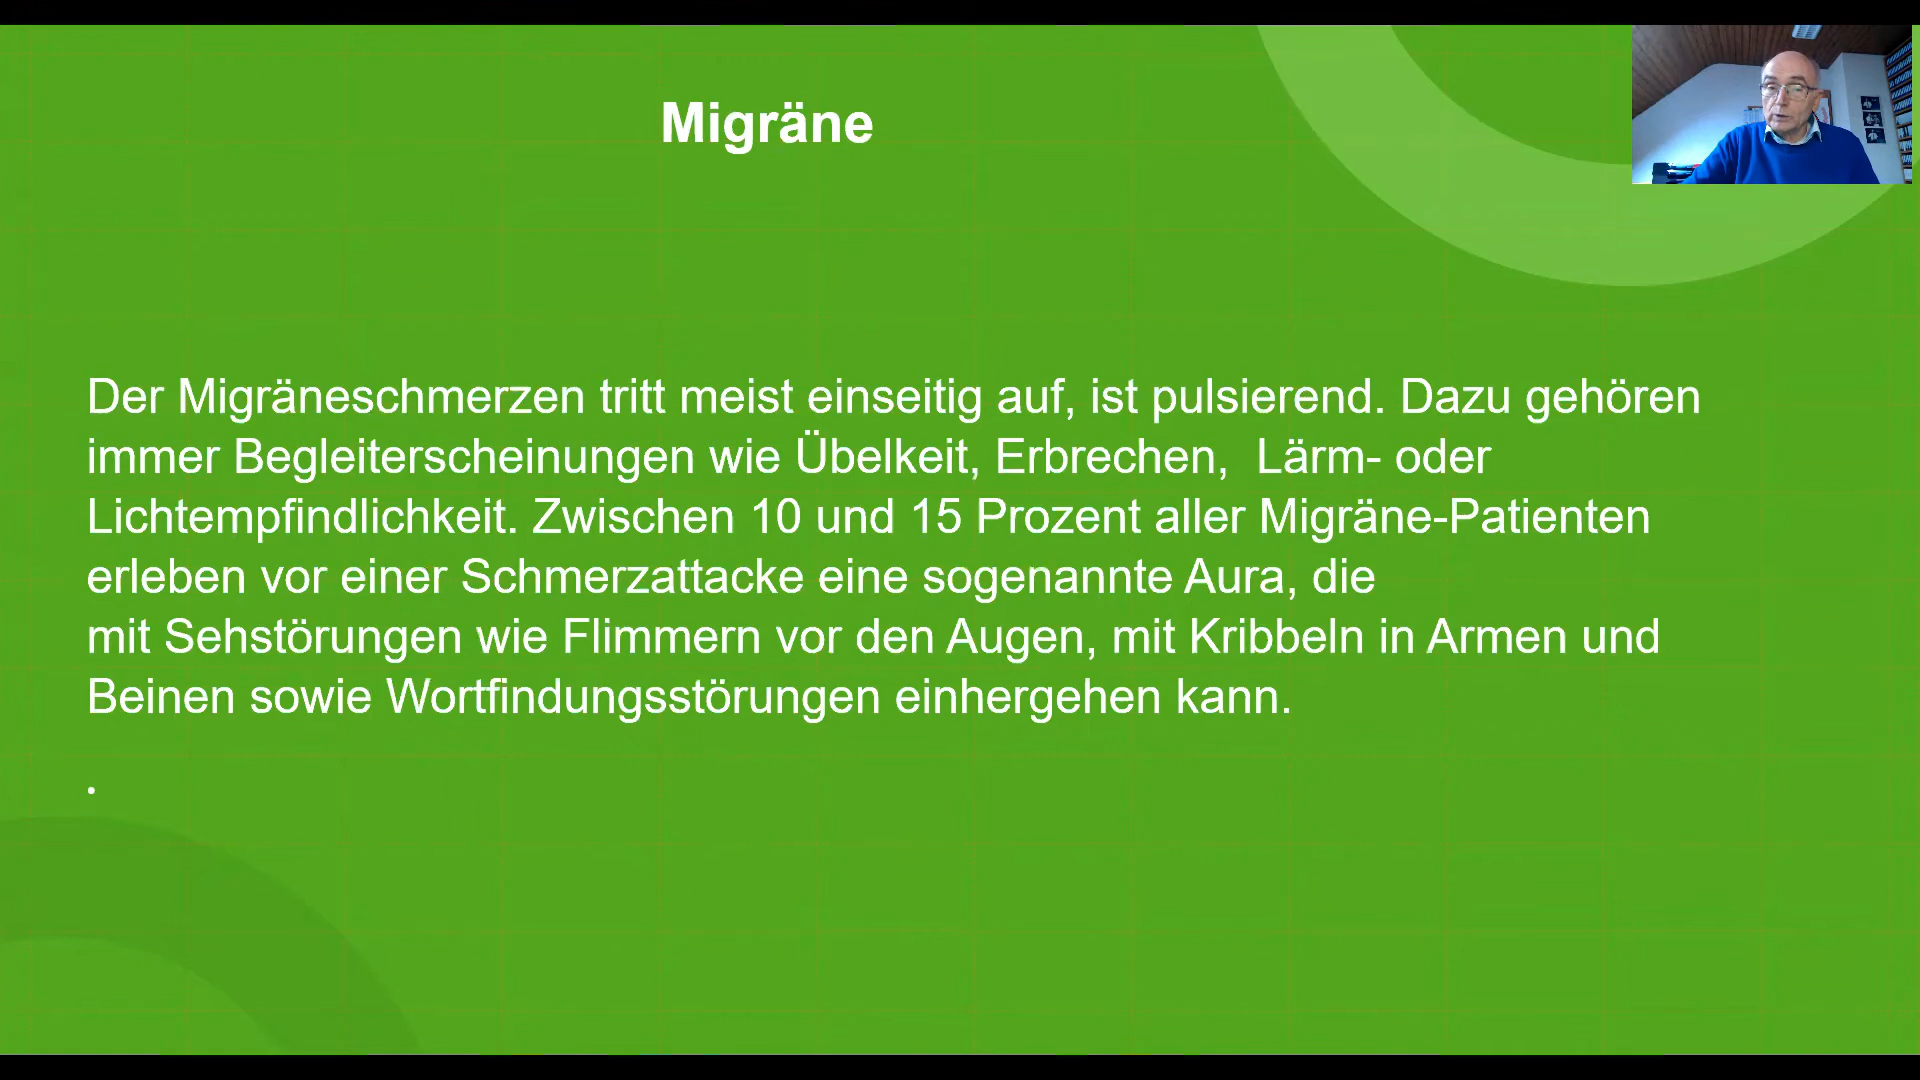 Migräne
Der Migräneschmerzen tritt meist einseitig auf, ist pulsierend. Dazu gehören
immer Begleiterscheinungen wie Übelkeit, Erbrechen,  Lärm- oder
Lichtempfindlichkeit. Zwischen 10 und 15 Prozent aller Migräne-Patienten
erleben vor einer Schmerzattacke eine sogenannte Aura, die
mit Sehstörungen wie Flimmern vor den Augen, mit Kribbeln in Armen und
Beinen sowie Wortfindungsstörungen einhergehen kann.
.